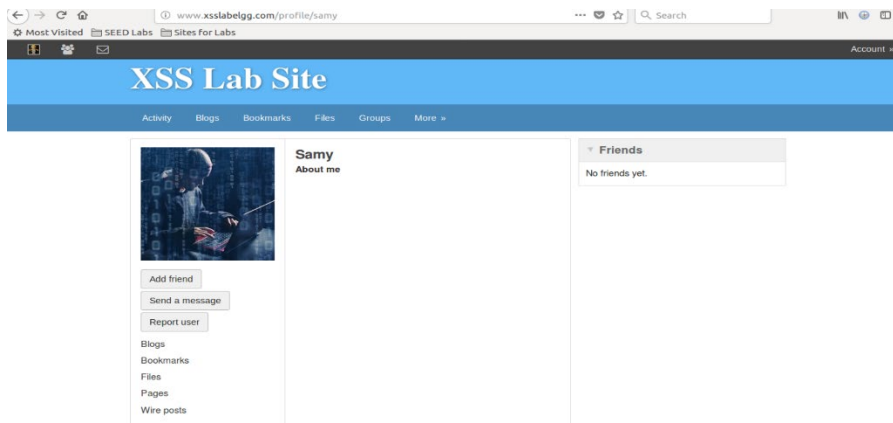 www.xsslabelgg.com/profile/samy
Search
Most Visited SEED Labs Sites for Labs
Account »
XSS Lab Site
Activity Blogs Bookmarks Files Groups More »
Samy
About me
Add friend
Send a message
Report user
Blogs
Bookmarks
Files
Pages
Wire posts
Friends
No friends yet.